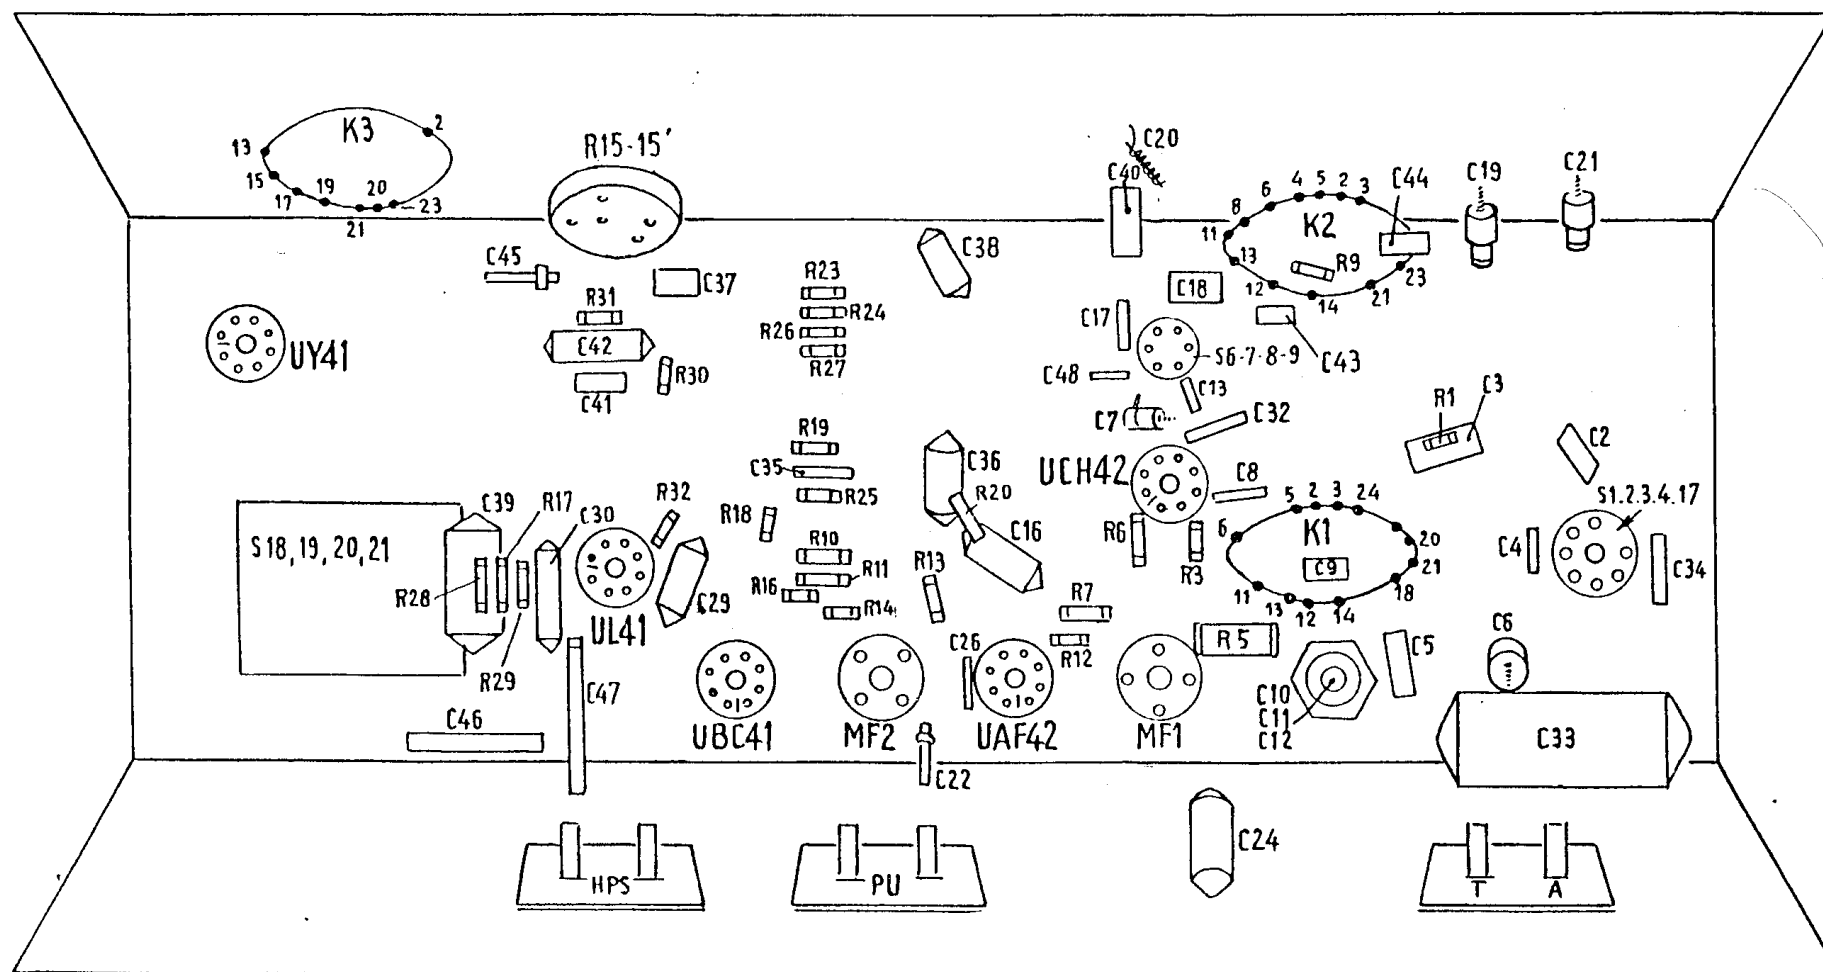 K3
2
13
15
17
19
20
21
23
R15-15′
C20
C40
4
5
2
3
6
8
11
13
12
14
21
23
K2
R9
C44
C19
C21
C45
C37
R31
C42
C41
R30
UY41
R23
R24
R26
R27
C38
C18
C17
S6-7-8-9
C43
C48
C13
C7
C32
R1
C3
C2
R19
C35
R25
R18
C36
R20
C16
UCH42
C8
R6
R3
5
2
3
24
6
20
21
18
11
13
12
14
K1
C9
S1.2.3.4.17
C4
C34
S18,19,20,21
C39
R17
C30
R32
R28
R29
UL41
C29
R10
R11
R16
R14
R13
R7
R12
R5
C5
C6
C47
C46
UBC41
MF2
C26
UAF42
MF1
C10
C11
C12
C33
C22
C24
HPS
PU
T
A